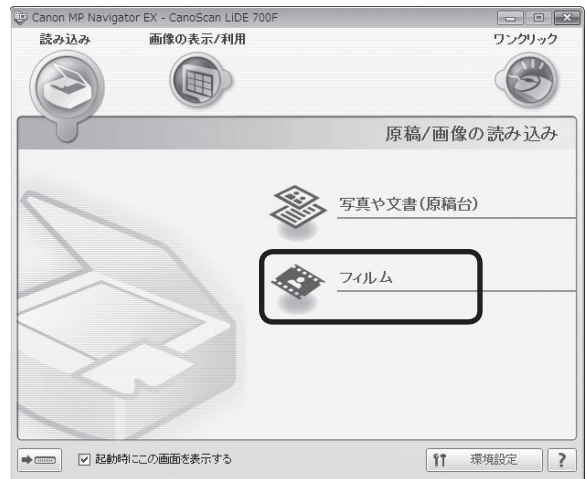 Canon MP Navigator EX - CanoScan LiDE 700F
読み込み 画像の表示/利用 ワンクリック
原稿/画像の読み込み
写真や文書(原稿台)
フィルム
起動時にこの画面を表示する 環境設定 ?